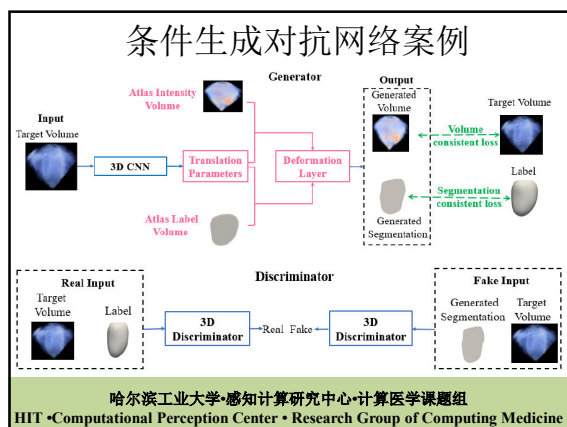 条件生成对抗网络案例
Generator
Atlas Intensity
Volume
Output
Generated
Volume
Target Volume
Input
Target Volume
3D CNN
Translation
Parameters
Deformation
Layer
Volume
consistent loss
Label
Segmentation
consistent loss
Atlas Label
Volume
Generated
Segmentation
Discriminator
Real Input
Target
Volume
Label
3D
Discriminator
Real Fake
3D
Discriminator
Fake Input
Generated
Segmentation
Target
Volume
哈尔滨工业大学•感知计算研究中心•计算医学课题组
HIT •Computational Perception Center • Research Group of Computing Medicine